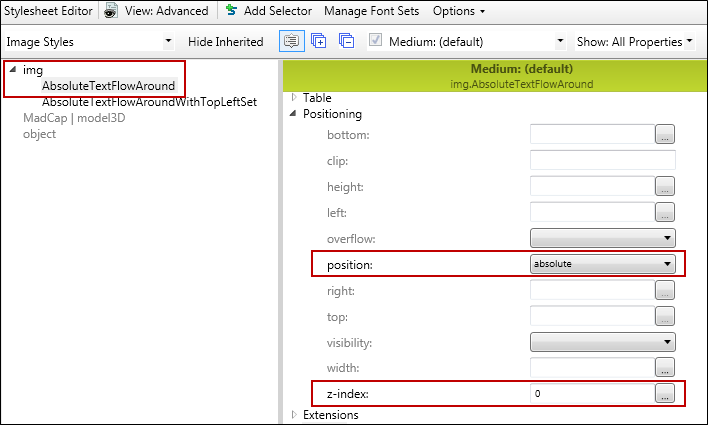 Stylesheet Editor View: Advanced Add Selector Manage Font Sets Options
Image Styles Hide Inherited Medium: (default) Show: All Properties
img
AbsoluteTextFlowAround
AbsoluteTextFlowAroundWithTopLeftSet
MadCap | model3D
object
Medium: (default)
img.AbsoluteTextFlowAround
Table
Positioning
bottom: ...
clip:
height: ...
left: ...
overflow:
position: absolute
right: ...
top: ...
visibility:
width: ...
z-index: 0 ...
Extensions